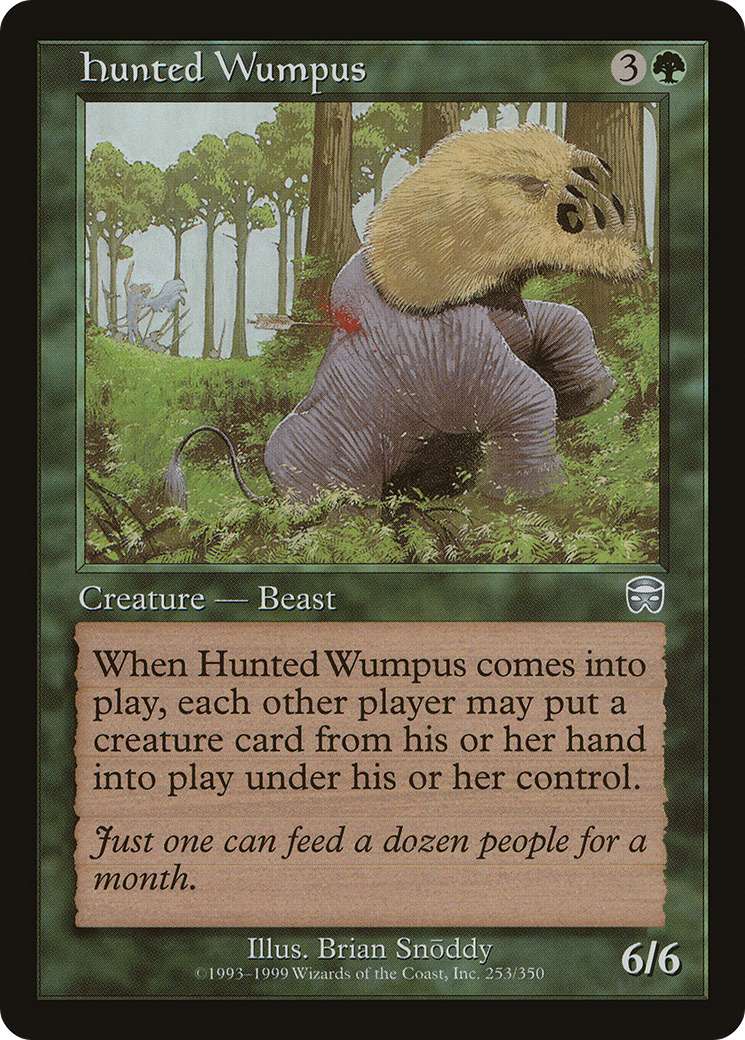 Hunted Wumpus 3
Creature — Beast
When Hunted Wumpus comes into
play, each other player may put a
creature card from his or her hand
into play under his or her control.
Just one can feed a dozen people for a
month.
Illus. Brian Snōddy
©1993–1999 Wizards of the Coast, Inc. 253/350
6/6